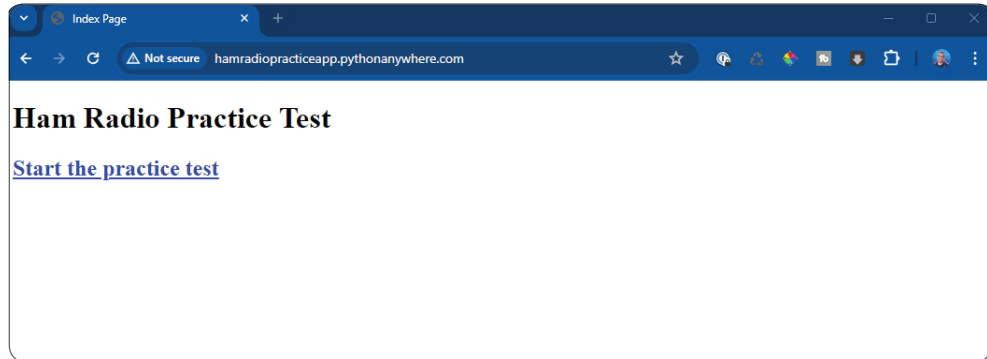 Index Page
Not secure hamradiopracticeapp.pythonanywhere.com
Ham Radio Practice Test
Start the practice test